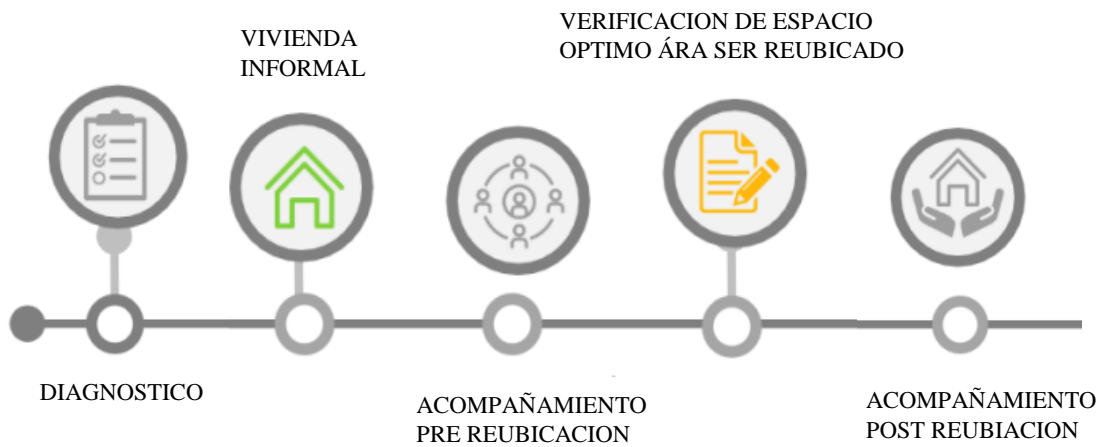 VIVIENDA
INFORMAL
VERIFICACION DE ESPACIO
OPTIMO ÁRA SER REUBICADO
DIAGNOSTICO
ACOMPAÑAMIENTO
PRE REUBICACION
ACOMPAÑAMIENTO
POST REUBIACION